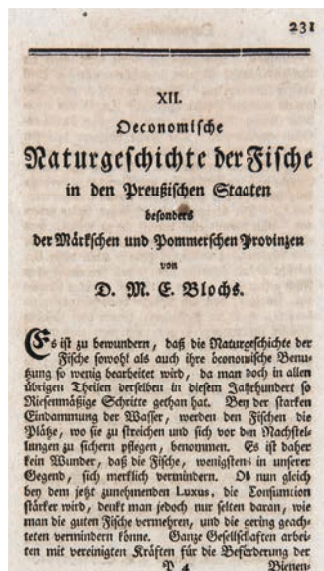 231
XII.
Oeconomische
Naturgeschichte der Fische
in den Preußischen Staaten
besonders
der Märkschen und Pommerschen Provinzen
von
D. M. E. Blochs.
Es ist zu bewundern, daß die Naturgeschichte der
Fische sowohl als auch ihre öconomische Benu-
tzung so wenig bearbeitet wird, da man doch in allen
übrigen Theilen derselben in diesem Jahrhundert so
Riesenmäßige Schritte gethan hat. Bey der starken
Eindammung der Wasser, werden den Fischen die
Plätze, wo sie zu streichen und sich vor den Nachstel-
lungen zu sichern pflegen, benommen. Es ist daher
kein Wunder, daß die Fische, wenigstens in unserer
Gegend, sich merklich vermindern. Ob nun gleich
bey dem jetzt zunehmenden Luxus, die Consumtion
stärker wird, denkt man jedoch nur selten daran, wie
man die guten Fische vermehren, und die gering geach-
teten vermindern könne. Ganze Gesellschaften arbei-
ten mit vereinigten Kräften für die Beförderung der
P 4 Bienen-